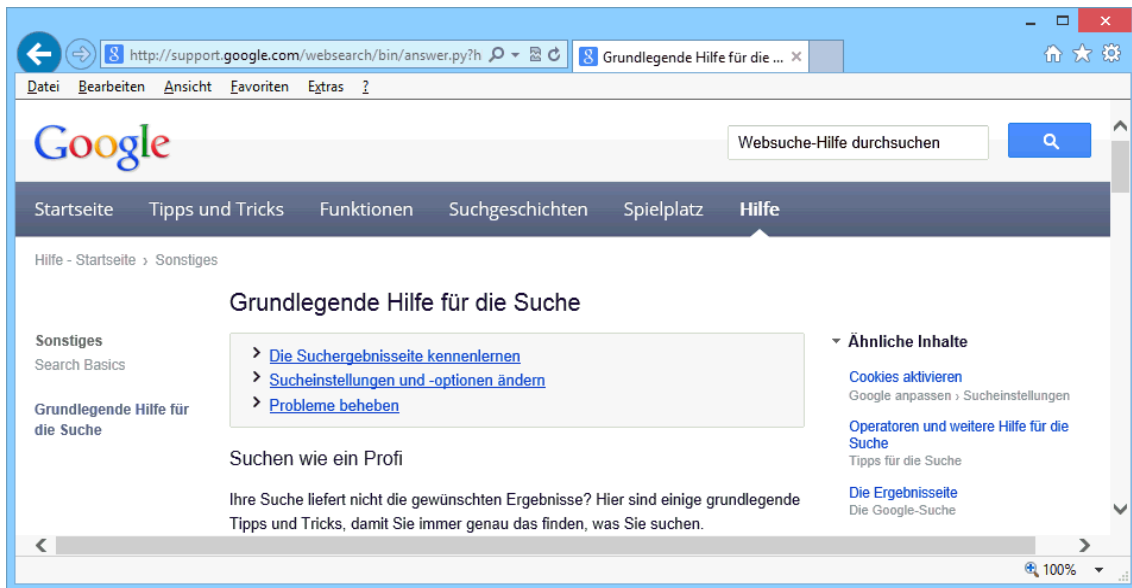 http://support.google.com/websearch/bin/answer.py?h
Grundlegende Hilfe für die ...
Datei Bearbeiten Ansicht Favoriten Extras ?
Google
Websuche-Hilfe durchsuchen
Startseite Tipps und Tricks Funktionen Suchgeschichten Spielplatz Hilfe
Hilfe - Startseite › Sonstiges
Grundlegende Hilfe für die Suche
Sonstiges
Search Basics
Grundlegende Hilfe für
die Suche
Die Suchergebnisseite kennenlernen
Sucheinstellungen und -optionen ändern
Probleme beheben
Suchen wie ein Profi
Ihre Suche liefert nicht die gewünschten Ergebnisse? Hier sind einige grundlegende
Tipps und Tricks, damit Sie immer genau das finden, was Sie suchen.
Ähnliche Inhalte
Cookies aktivieren
Google anpassen › Sucheinstellungen
Operatoren und weitere Hilfe für die
Suche
Tipps für die Suche
Die Ergebnisseite
Die Google-Suche
100%